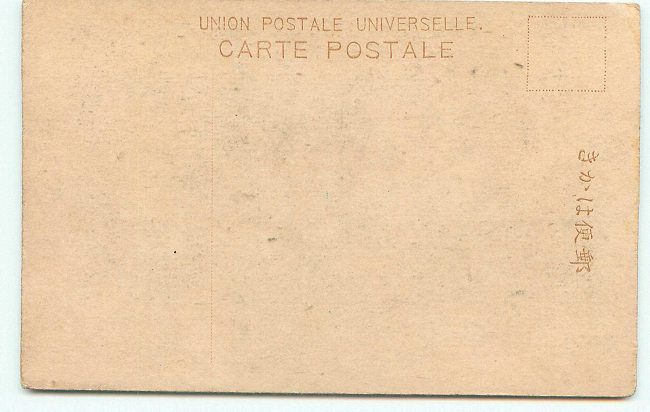 UNION POSTALE UNIVERSELLE.
CARTE POSTALE
きかは便郵